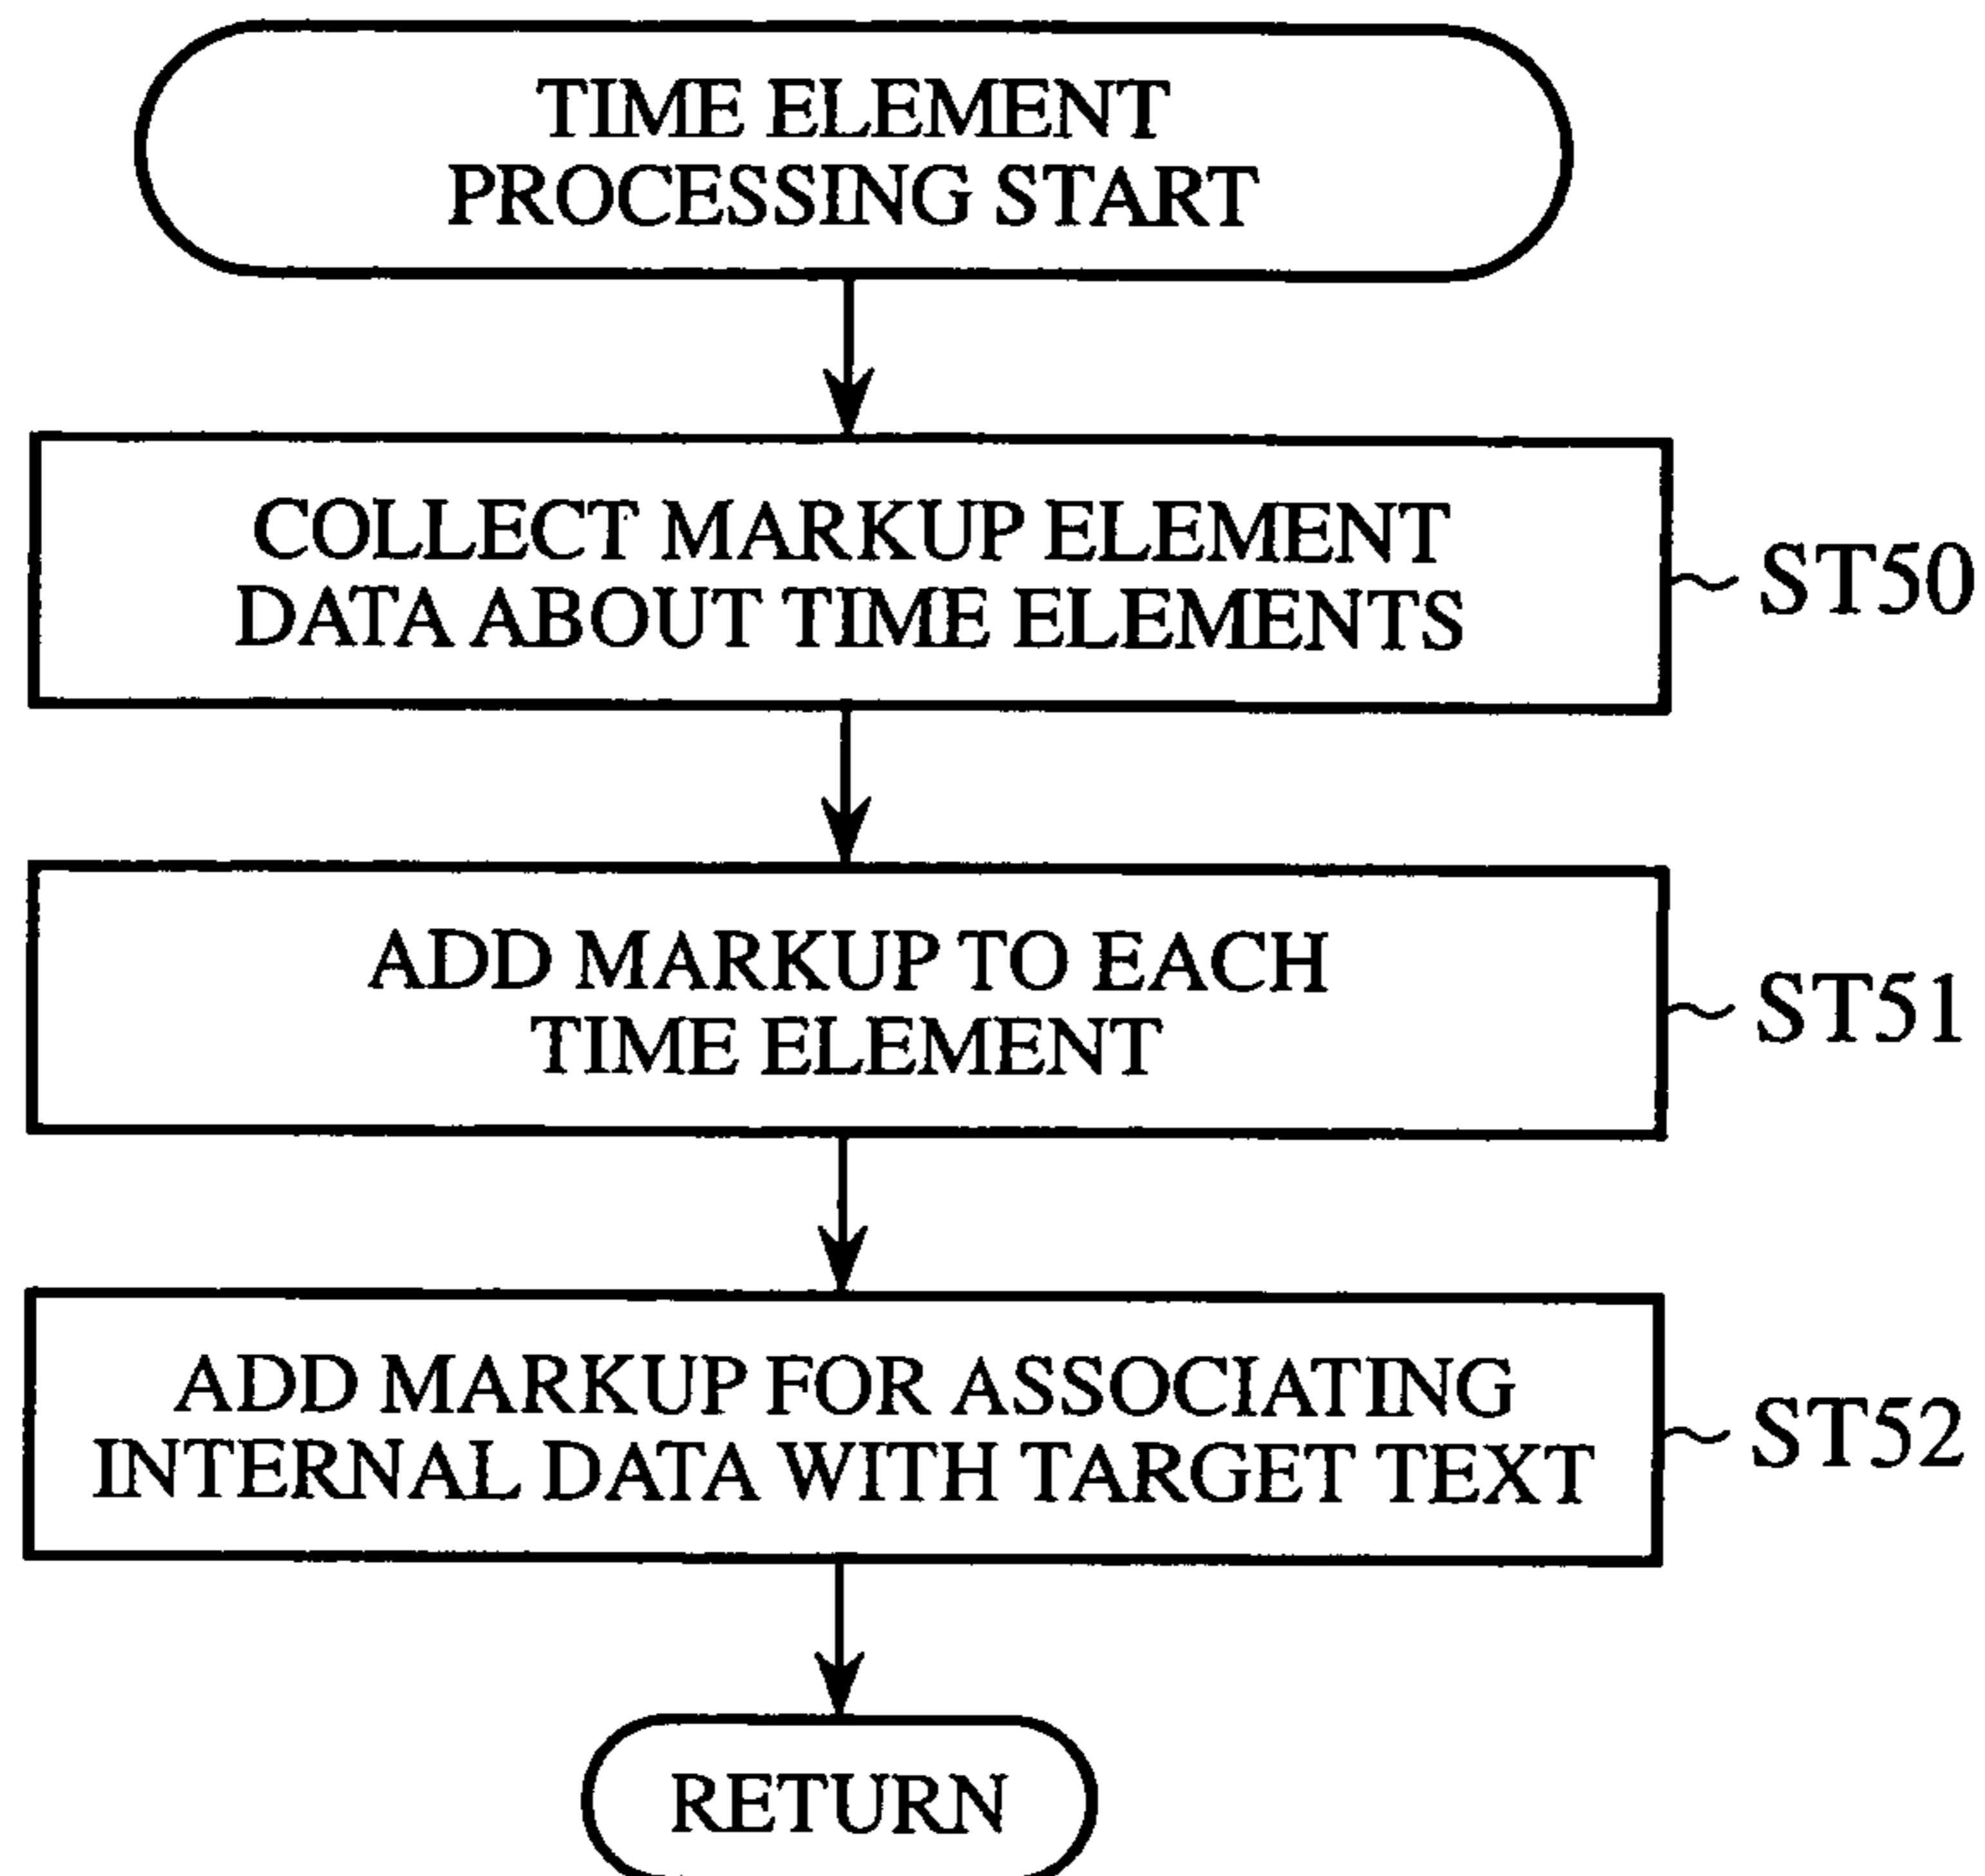 TIME ELEMENT
PROCESSING START
COLLECT MARKUP ELEMENT
DATA ABOUT TIME ELEMENTS
ST50
ADD MARKUP TO EACH
TIME ELEMENT
ST51
ADD MARKUP FOR ASSOCIATING
INTERNAL DATA WITH TARGET TEXT
ST52
RETURN